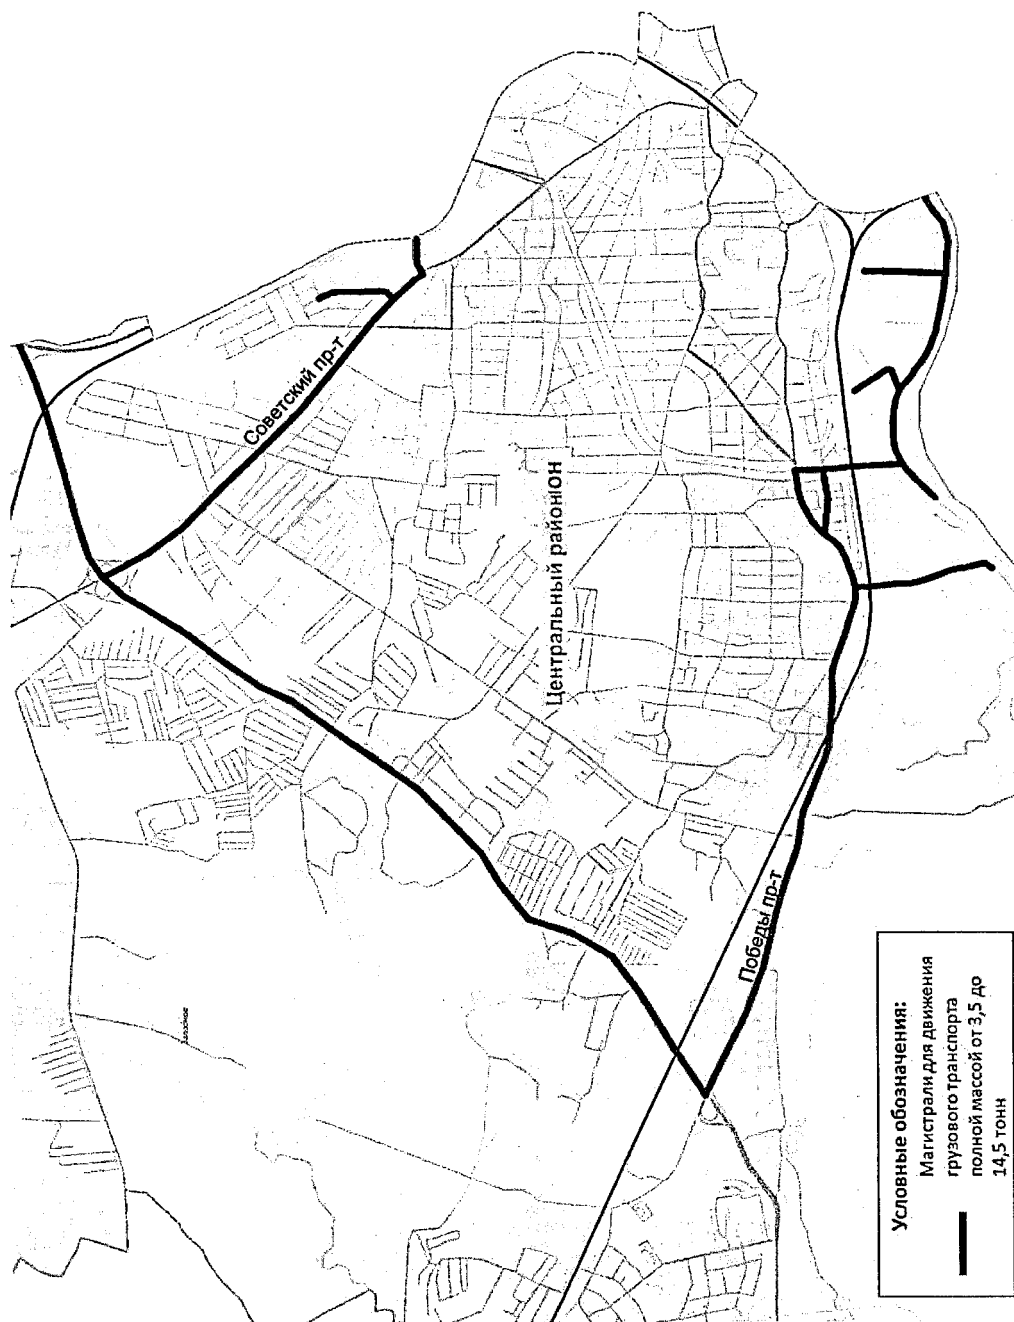 Советский пр-т
Центральный районон
Победы пр-т
Условные обозначения:
Магистрали для движения
грузового транспорта
полной массой от 3,5 до
14,5 тонн